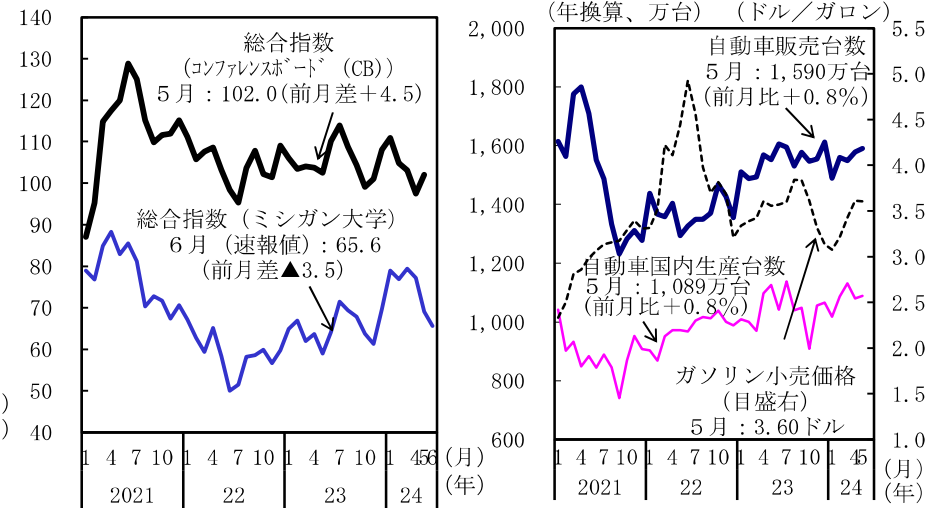 140
130
120
110
100
90
80
70
60
50
40
)
)
総合指数
(ｺﾝﾌｧﾚﾝｽﾎﾞｰﾄﾞ (CB))
５月：102.0(前月差＋4.5)
総合指数（ミシガン大学）
６月（速報値）：65.6
(前月差▲3.5)
1 4 7 10 1 4 7 10 1 4 7 10 1 4 5 6 (月)
2021 22 23 24 (年)
(年換算、万台) (ドル／ガロン)
2,000
1,800
1,600
1,400
1,200
1,000
800
600
5.5
5.0
4.5
4.0
3.5
3.0
2.5
2.0
1.5
1.0
自動車販売台数
５月：1,590万台
(前月比＋0.8%)
自動車国内生産台数
５月：1,089万台
(前月比＋0.8%)
ガソリン小売価格
（目盛右）
５月：3.60ドル
1 4 7 10 1 4 7 10 1 4 7 10 1 4 5 (月)
2021 22 23 24 (年)